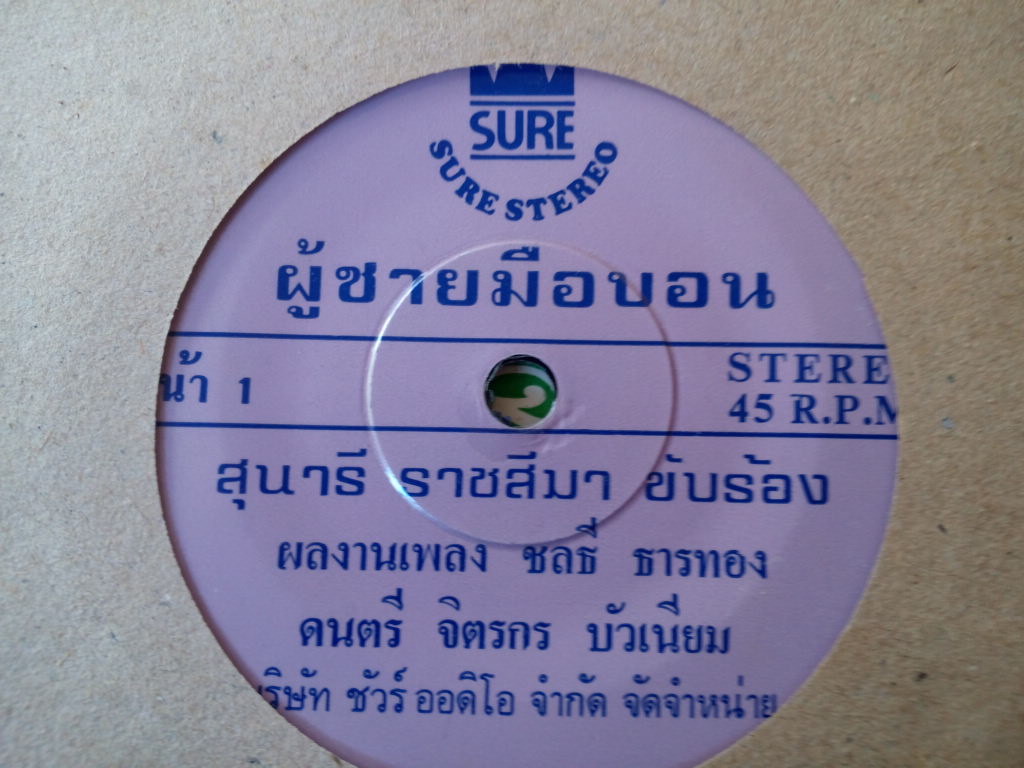 SURE
SURE STEREO
ผู้ชายมือบอน
น้า 1
STERE
45 R.P.M
สุนารี ราชสีมา ขับร้อง
ผลงานเพลง ชลธี ธารทอง
ดนตรี จิตรกร บัวเนียม
บริษัท ชัวร์ ออดิโอ จำกัด จัดจำหน่าย